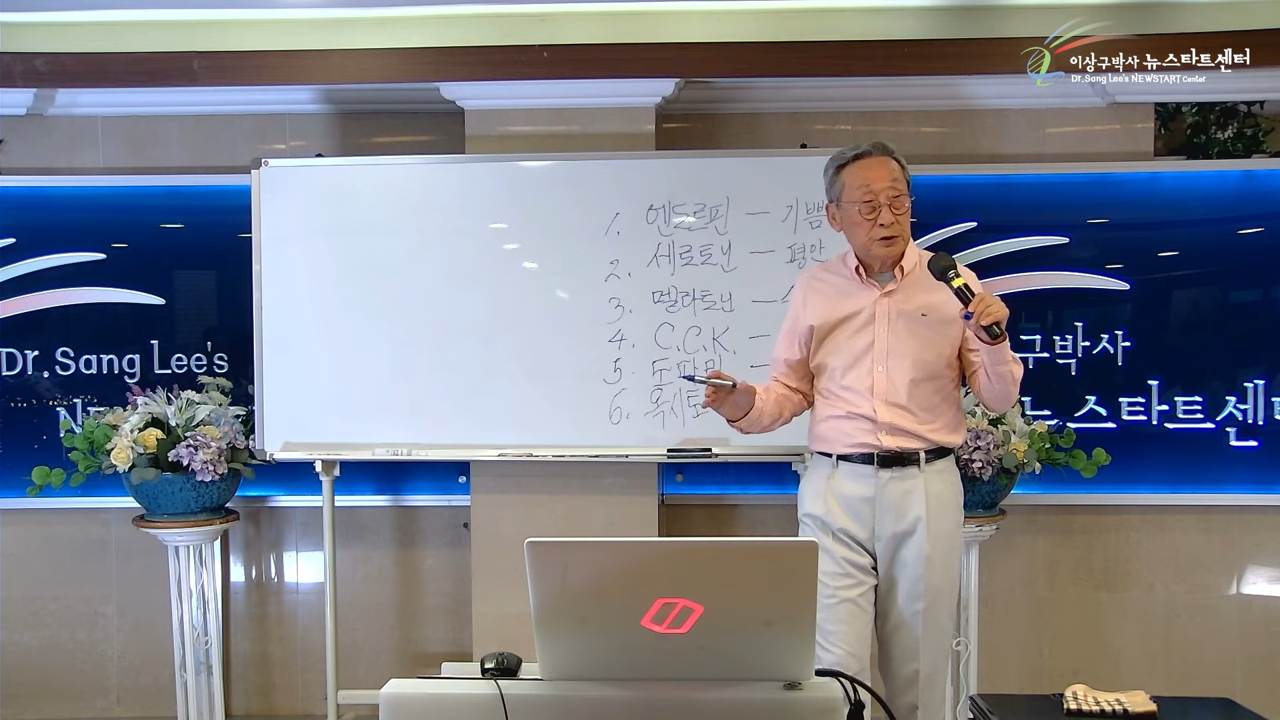 이상구박사 뉴스타트센터
Dr. Sang Lee's NEWSTART Center
1. 엔도르핀 - 기쁨
2. 세로토닌 - 평안
3. 멜라토닌 -
4. C.C.K. -
5. 도파민 -
6. 옥시토
Dr. Sang Lee's
구박사
뉴스타트센